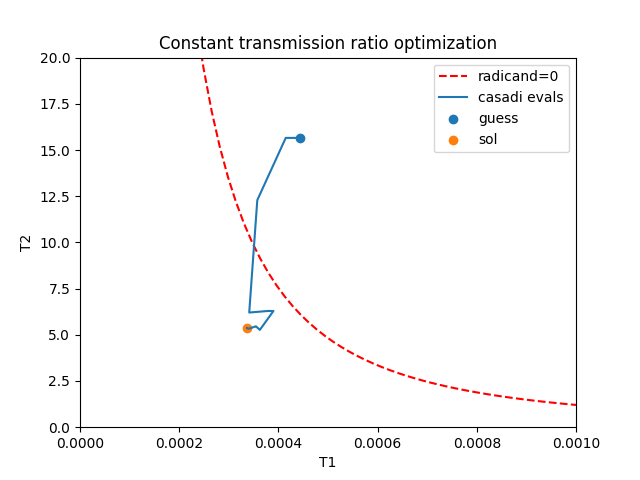 Constant transmission ratio optimization
20.0
17.5
15.0
12.5
10.0
7.5
5.0
2.5
0.0
T2
radicand=0
casadi evals
guess
sol
0.0000
0.0002
0.0004
0.0006
0.0008
0.0010
T1